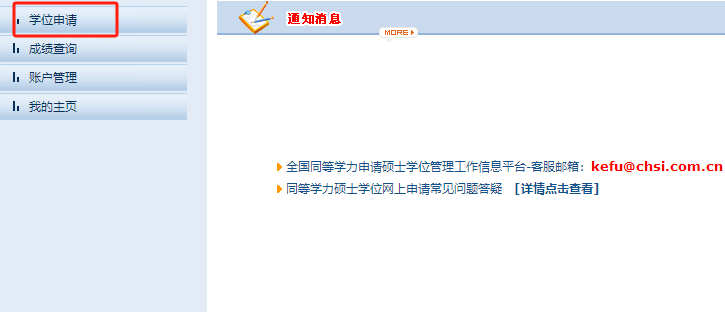 学位申请
成绩查询
账户管理
我的主页
通知消息
MORE
全国同等学力申请硕士学位管理工作信息平台-客服邮箱：kefu@chsi.com.cn
同等学力硕士学位网上申请常见问题答疑 [详情点击查看]